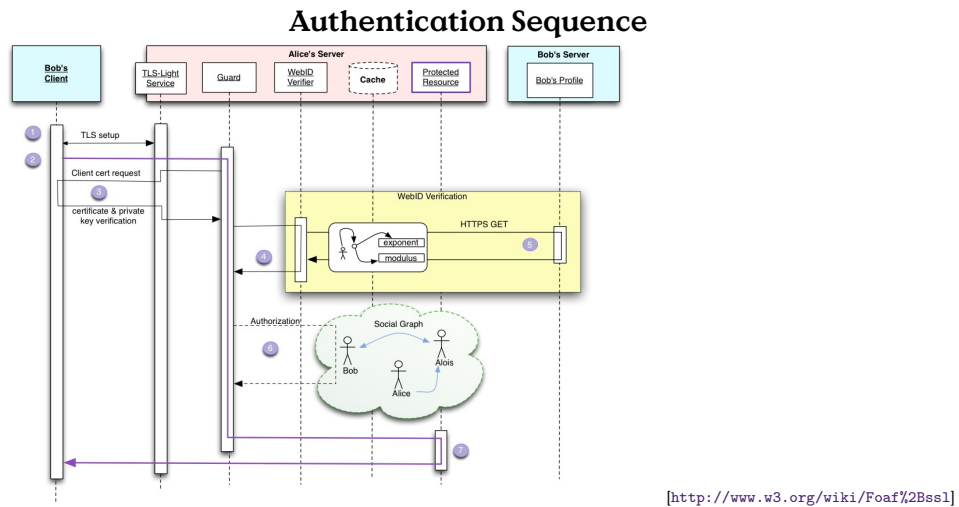 Authentication Sequence
Bob's
Client
Alice's Server
TLS-Light
Service
Guard
WebID
Verifier
Cache
Protected
Resource
Bob's Server
Bob's Profile
1
TLS setup
2
Client cert request
3
certificate & private
key verification
WebID Verification
HTTPS GET
exponent
modulus
4
5
Authorization
6
Social Graph
Bob
Alois
Alice
7
[http://www.w3.org/wiki/Foaf%2Bssl]